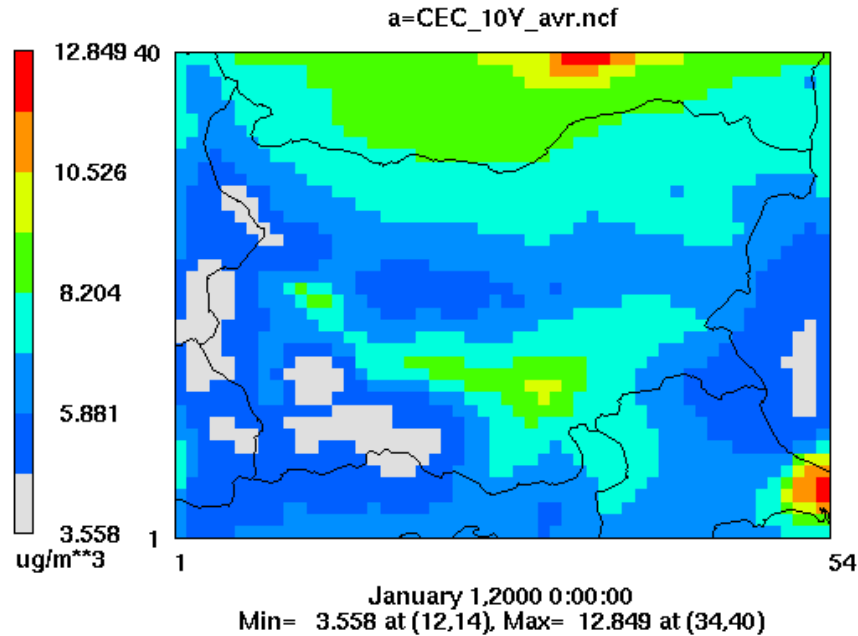 a=CEC_10Y_avr.ncf
12.849
10.526
8.204
5.881
3.558
ug/m**3
40
1
1
54
January 1,2000 0:00:00
Min= 3.558 at (12,14), Max= 12.849 at (34,40)